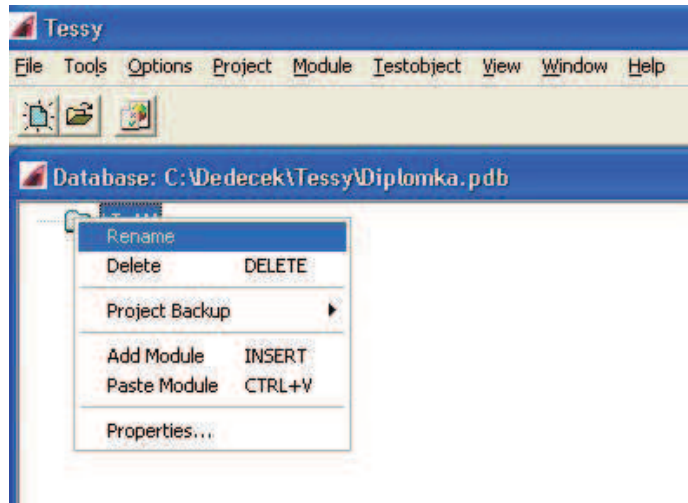 Tessy
File Tools Options Project Module Testobject View Window Help
Database: C:\Dedecek\Tessy\Diplomka.pdb
Rename
Delete DELETE
Project Backup
Add Module INSERT
Paste Module CTRL+V
Properties...